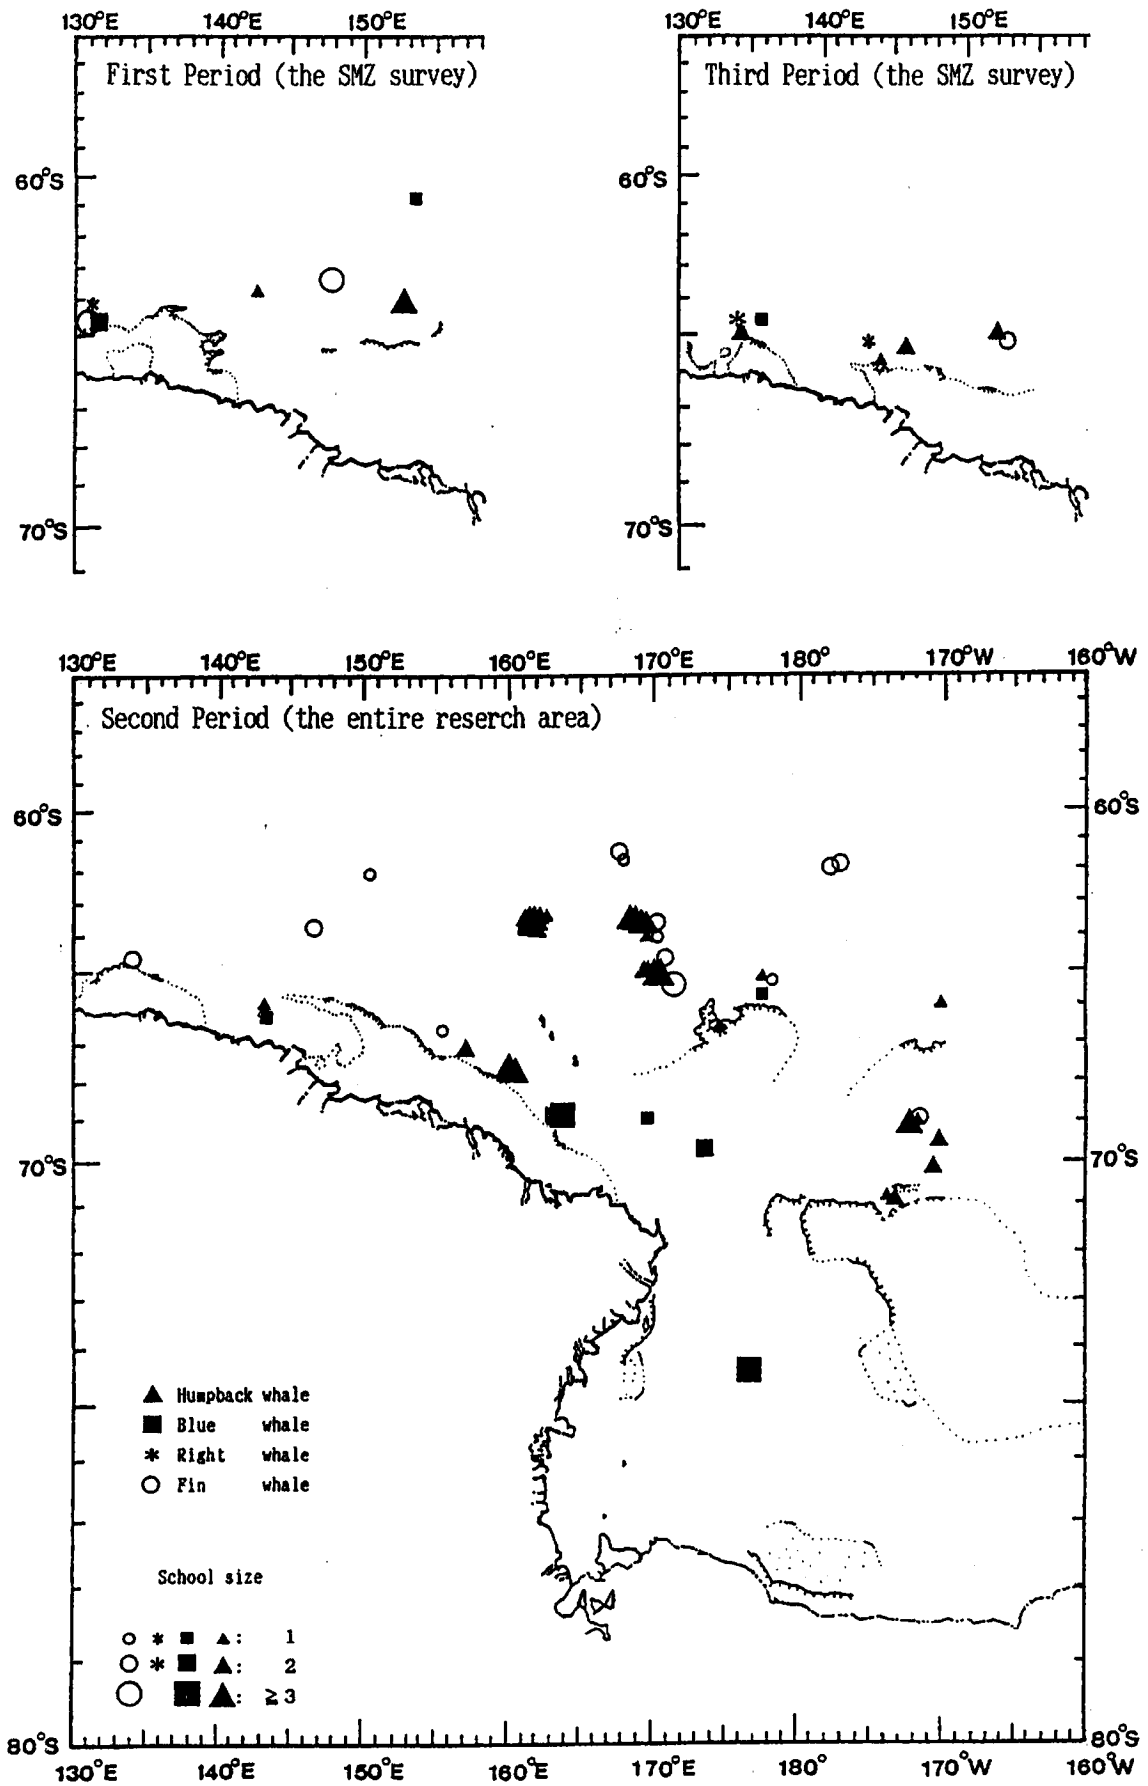 130°E 140°E 150°E
First Period (the SMZ survey)
60°S
70°S
130°E 140°E 150°E
Third Period (the SMZ survey)
60°S
70°S
130°E 140°E 150°E 160°E 170°E 180° 170°W 160°W
Second Period (the entire reserch area)
60°S 60°S
70°S 70°S
Humpback whale
Blue whale
Right whale
Fin whale
School size
: 1
: 2
: ≥3
80°S 80°S
130°E 140°E 150°E 160°E 170°E 180° 170°W 160°W